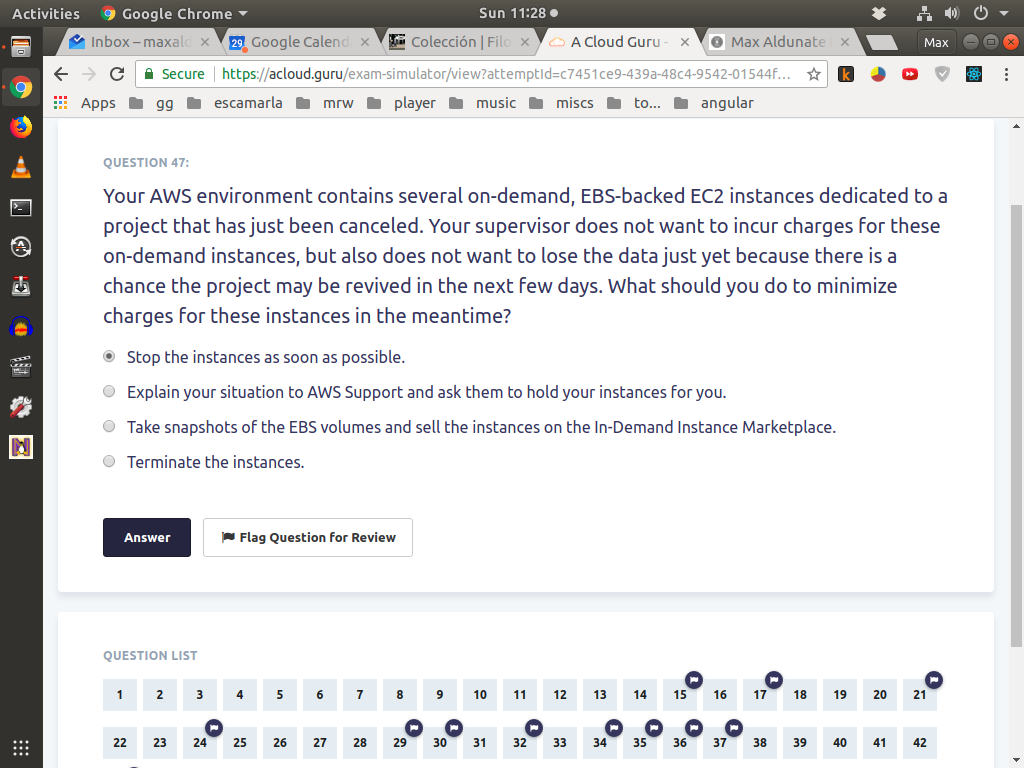 Activities Google Chrome Sun 11:28
Inbox – maxald Google Calend Colección | Filo A Cloud Guru - Max Aldunate Max
Secure https://acloud.guru/exam-simulator/view?attemptId=c7451ce9-439a-48c4-9542-01544f...
Apps gg escamarla mrw player music miscs to... angular
QUESTION 47:
Your AWS environment contains several on-demand, EBS-backed EC2 instances dedicated to a
project that has just been canceled. Your supervisor does not want to incur charges for these
on-demand instances, but also does not want to lose the data just yet because there is a
chance the project may be revived in the next few days. What should you do to minimize
charges for these instances in the meantime?
Stop the instances as soon as possible.
Explain your situation to AWS Support and ask them to hold your instances for you.
Take snapshots of the EBS volumes and sell the instances on the In-Demand Instance Marketplace.
Terminate the instances.
Answer Flag Question for Review
QUESTION LIST
1 2 3 4 5 6 7 8 9 10 11 12 13 14 15 16 17 18 19 20 21
22 23 24 25 26 27 28 29 30 31 32 33 34 35 36 37 38 39 40 41 42